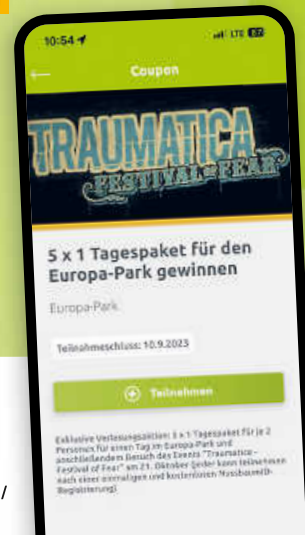 10:54
LTE 87
Coupon
TRAUMATICA
FESTIVAL OF FEAR
5 x 1 Tagespaket für den
Europa-Park gewinnen
Europa-Park
Teilnahmeschluss: 10.9.2023
Teilnehmen
Exklusive Verlosungsaktion: 5 x 1 Tagespaket für je 2
Personen für einen Tag im Europa-Park und
anschließendem Besuch des Events "Traumatica -
Festival of Fear" am 21. Oktober (jeder kann teilnehmen
nach einer einmaligen und kostenlosen NussbaumID-
Registrierung)
/